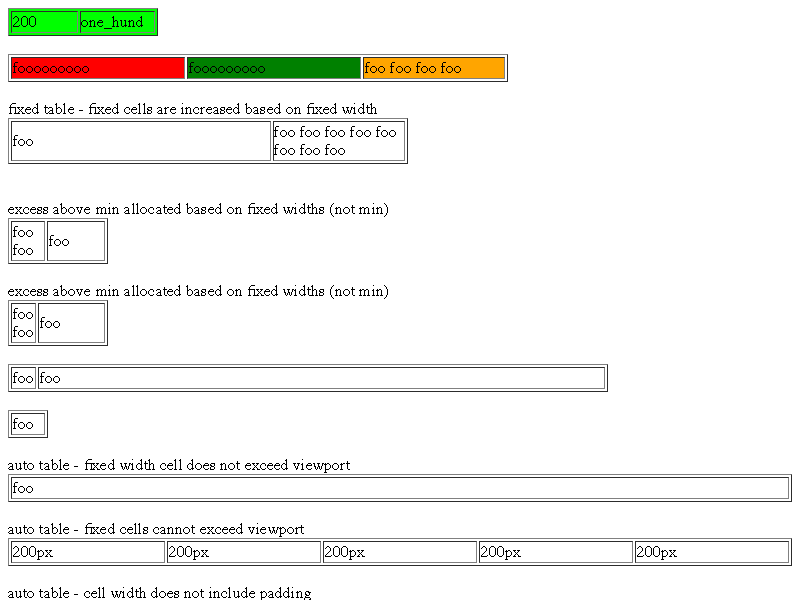 200 one_hund
fooooooooo fooooooooo foo foo foo foo
fixed table - fixed cells are increased based on fixed width
foo foo foo foo foo foo
foo foo foo
excess above min allocated based on fixed widths (not min)
foo
foo foo
excess above min allocated based on fixed widths (not min)
foo
foo foo
foo foo
foo
auto table - fixed width cell does not exceed viewport
foo
auto table - fixed cells cannot exceed viewport
200px 200px 200px 200px 200px
auto table - cell width does not include padding